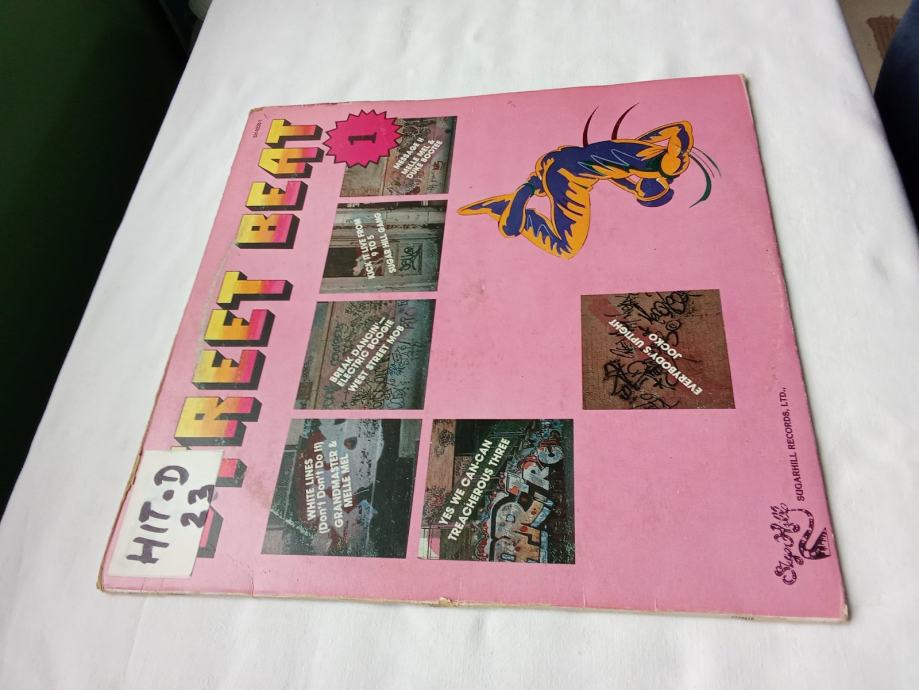 STREET BEAT
1
HIT-D
23
WHITE LINES
(Don't Don't Do It)
GRANDMASTER &
MELLE MEL
BREAK DANCIN'—
ELECTRIC BOOGIE
WEST STREET MOB
KICK IT LIVE FROM
9 TO 5
SUGAR HILL GANG
MESSAGE II
MELLE MEL &
DUKE BOOTEE
YES WE CAN-CAN
TREACHEROUS THREE
EVERYBODY'S UPTIGHT
JOCKO
Sugar Hill
SUGARHILL RECORDS, LTD.,